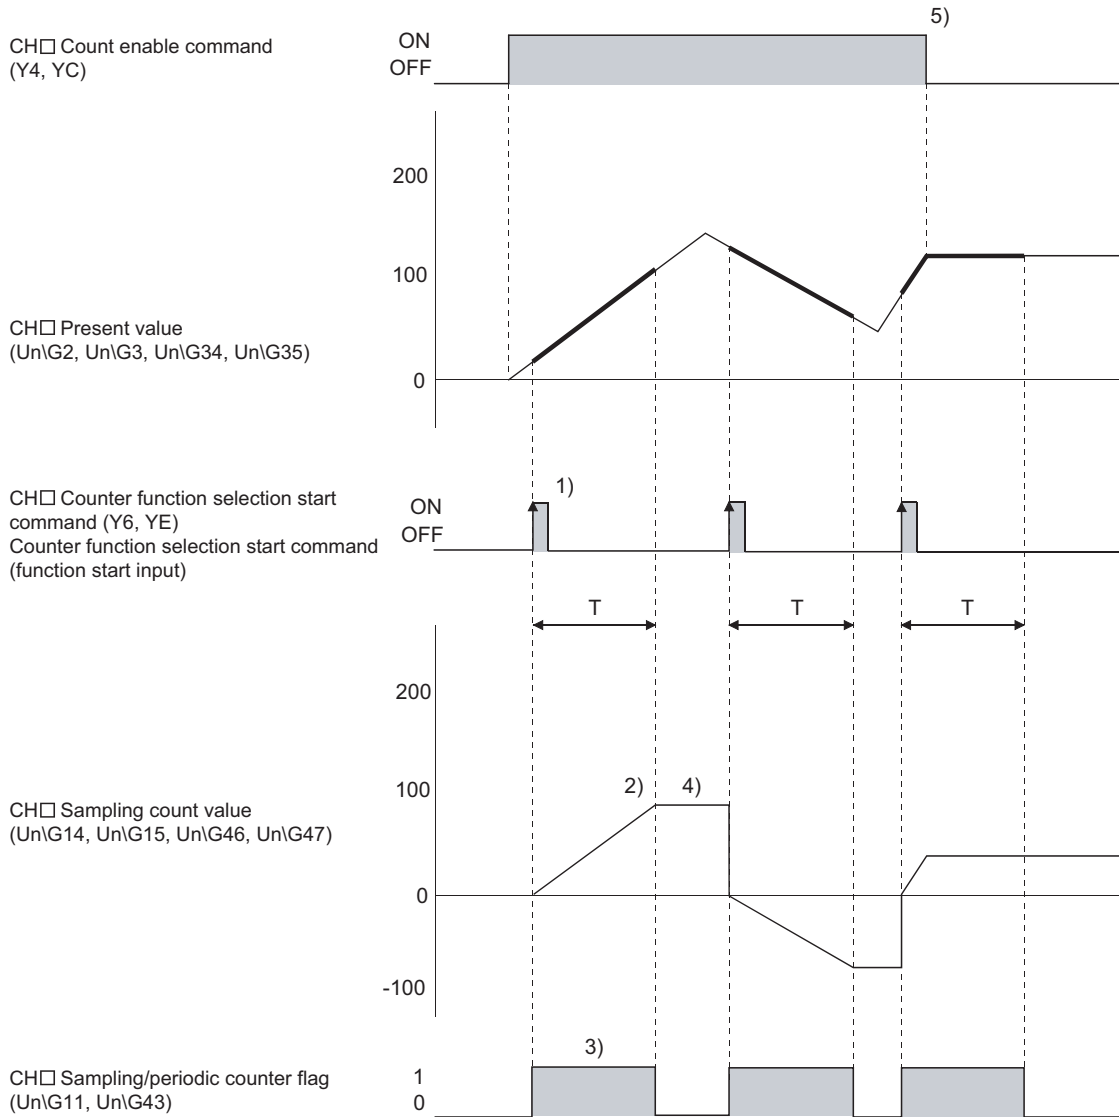 5)
CH□ Count enable command
(Y4, YC)
ON
OFF
200
100
CH□ Present value
(Un\G2, Un\G3, Un\G34, Un\G35)
0
CH□ Counter function selection start
command (Y6, YE)
Counter function selection start command
(function start input)
ON
OFF
1)
T T T
200
100
2) 4)
CH□ Sampling count value
(Un\G14, Un\G15, Un\G46, Un\G47)
0
-100
3)
CH□ Sampling/periodic counter flag
(Un\G11, Un\G43)
1
0